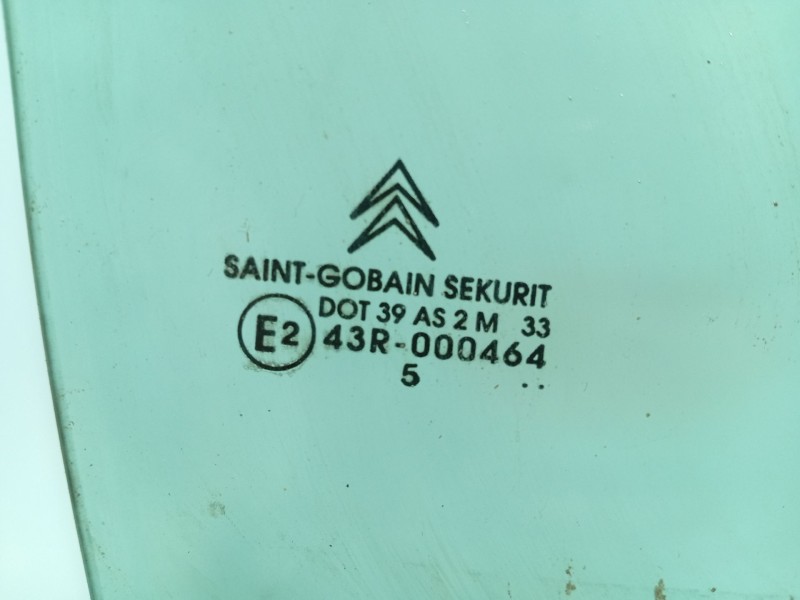 SAINT-GOBAIN SEKURIT
DOT 39 AS 2 M 33
E2 43R-000464
5 ..